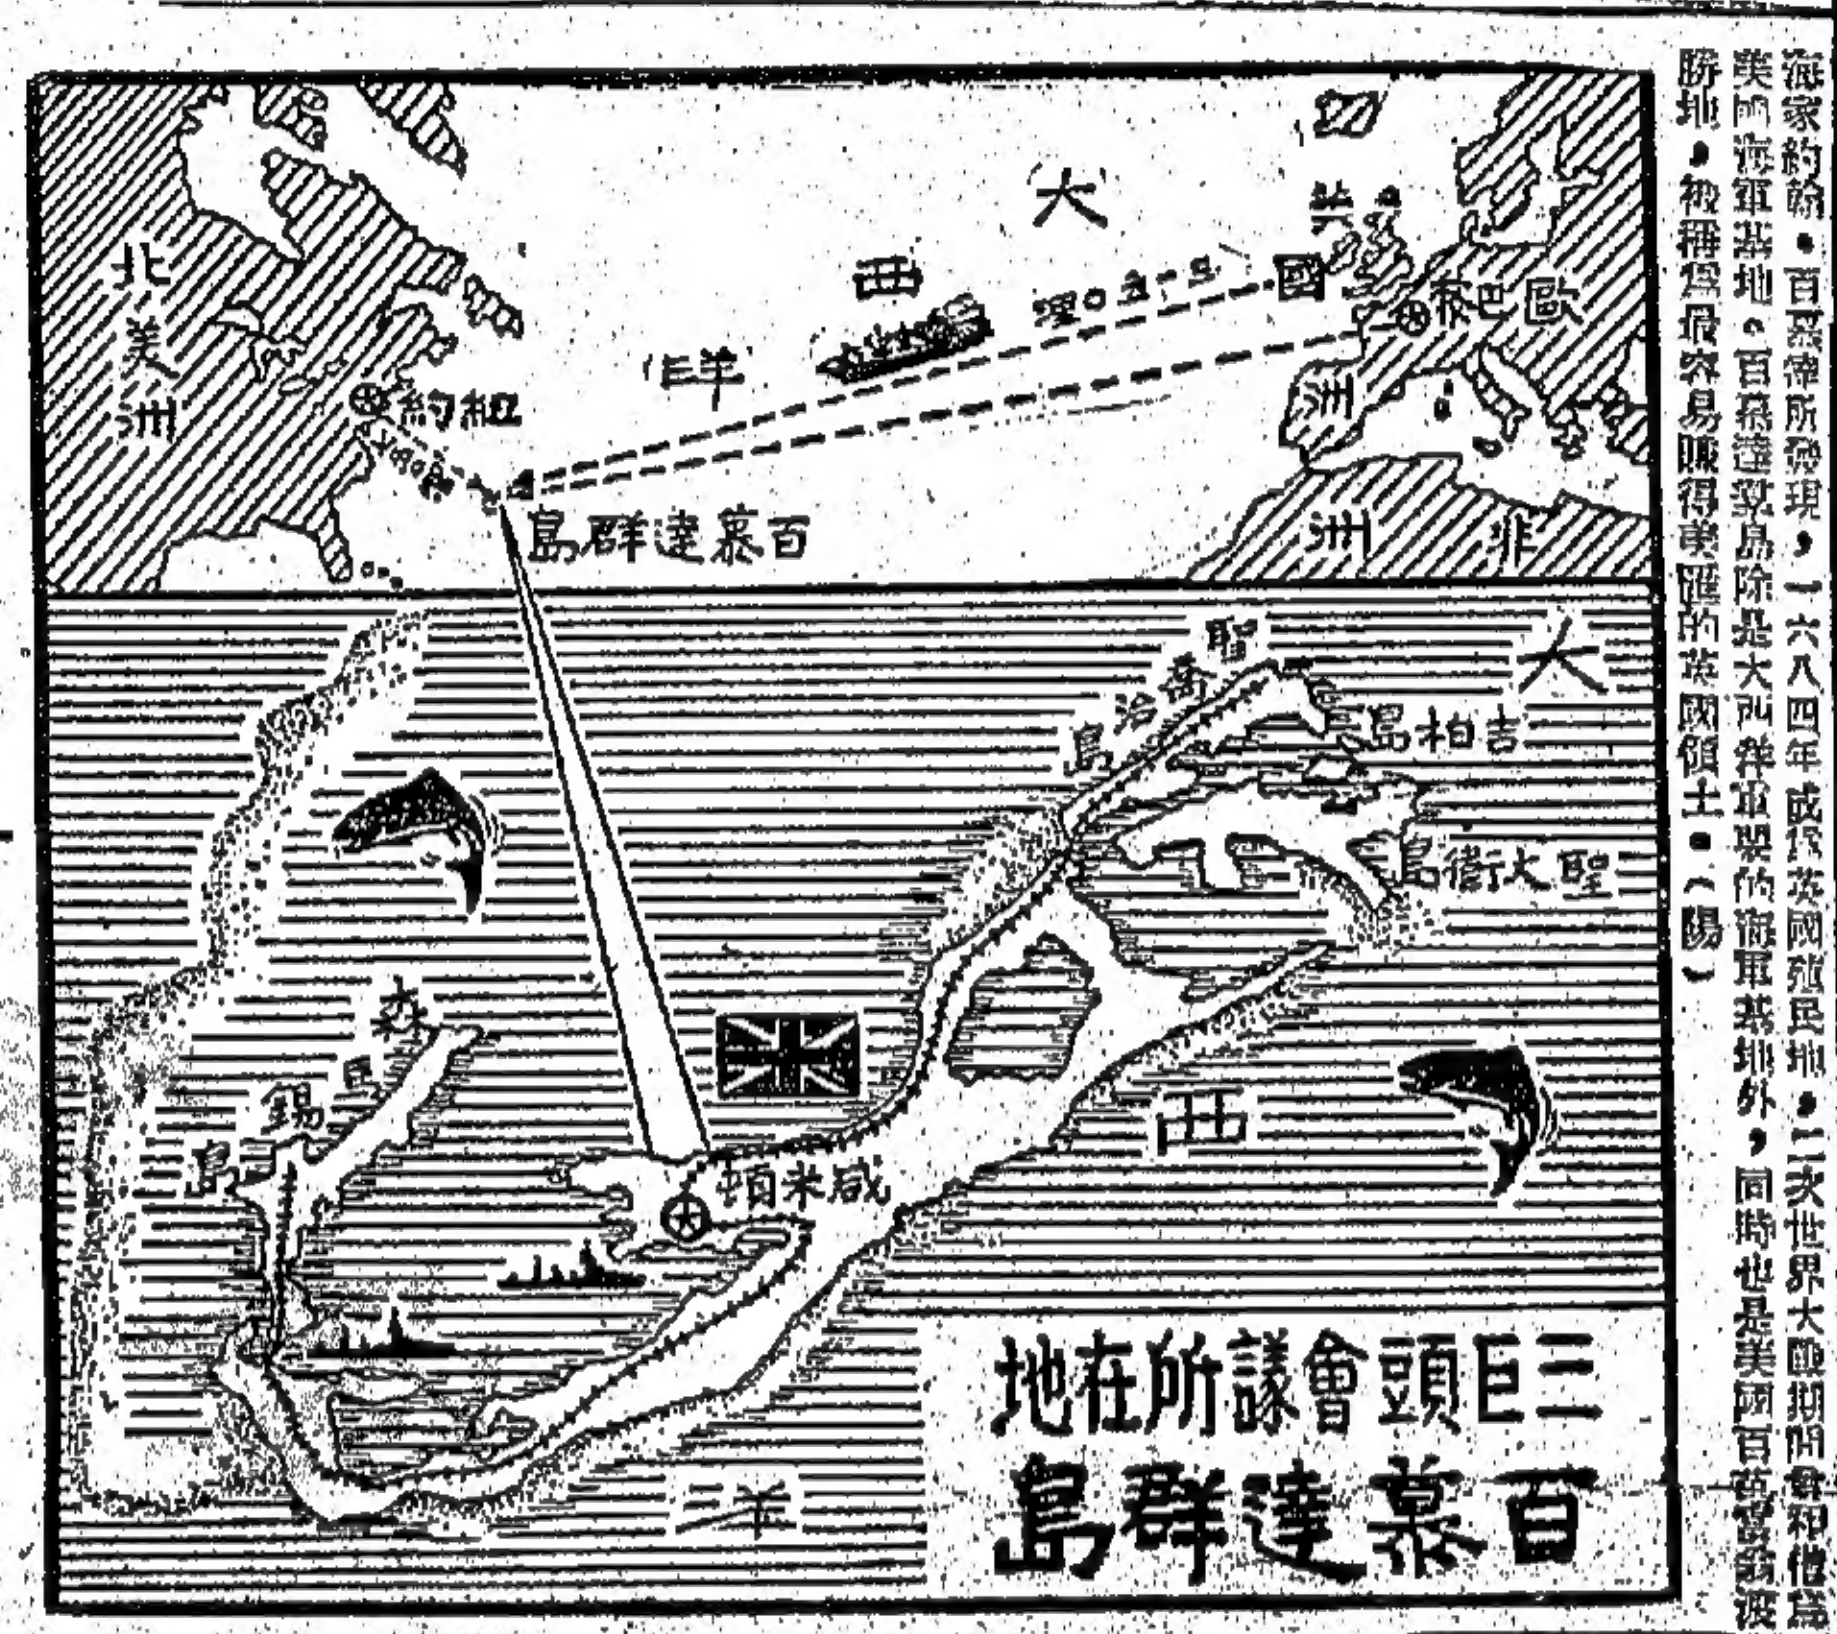 海家約翰・百慕德所發現，一六八四年成為英國殖民地，二次世界大戰期間曾和借為
美國海軍基地。百慕達羣島除是大西洋重要的海軍基地外，同時也是美國百萬富翁渡
勝地，被稱為最容易賺得美匯的英國領土。（陽）
大
西
洋
英
國
歐
洲
巴黎
北
美
洲
紐約
百慕達群島
非
洲
大
西
洋
聖
喬
治
島
吉柏島
聖大衛島
森
馬
錫
島
咸米頓
三巨頭會議所在地
百慕達群島